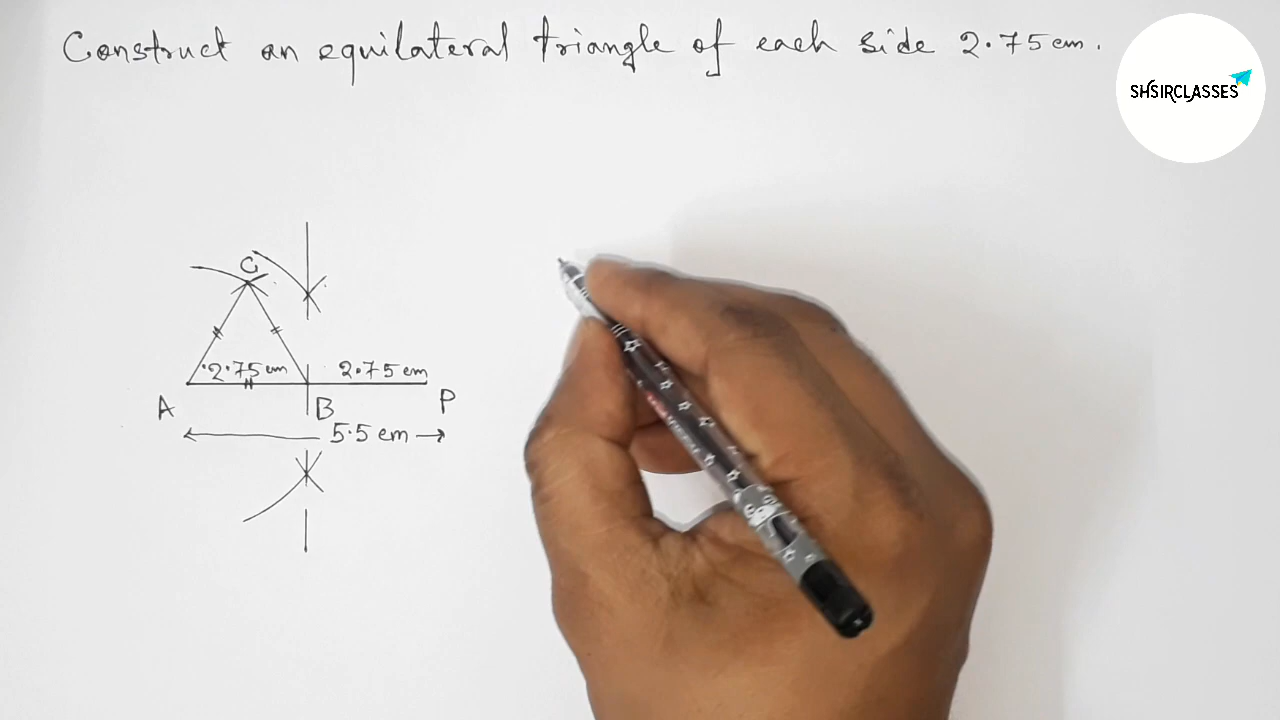 Construct an equilateral triangle of each side 2.75 cm.
SHSIRCLASSES
C
2.75 cm 2.75 cm
A B P
5.5 cm